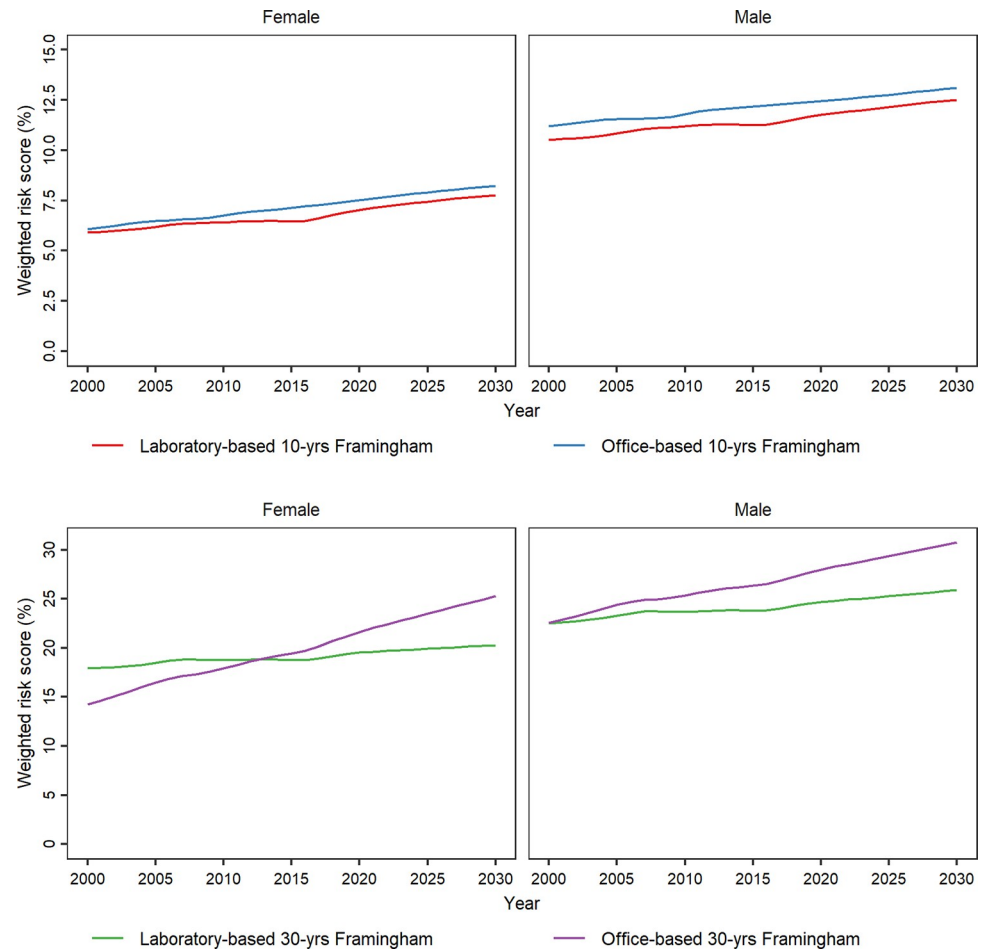 Female Male
Weighted risk score (%)
15.0
12.5
10.0
7.5
5.0
2.5
0.0
2000 2005 2010 2015 2020 2025 2030 2000 2005 2010 2015 2020 2025 2030
Year
Laboratory-based 10-yrs Framingham Office-based 10-yrs Framingham
Female Male
Weighted risk score (%)
30
25
20
15
10
5
0
2000 2005 2010 2015 2020 2025 2030 2000 2005 2010 2015 2020 2025 2030
Year
Laboratory-based 30-yrs Framingham Office-based 30-yrs Framingham